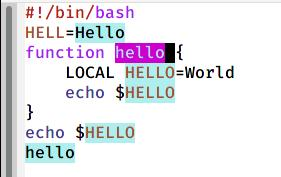 #!/bin/bash
HELL=Hello
function hello {
    LOCAL HELLO=World
    echo $HELLO
}
echo $HELLO
hello